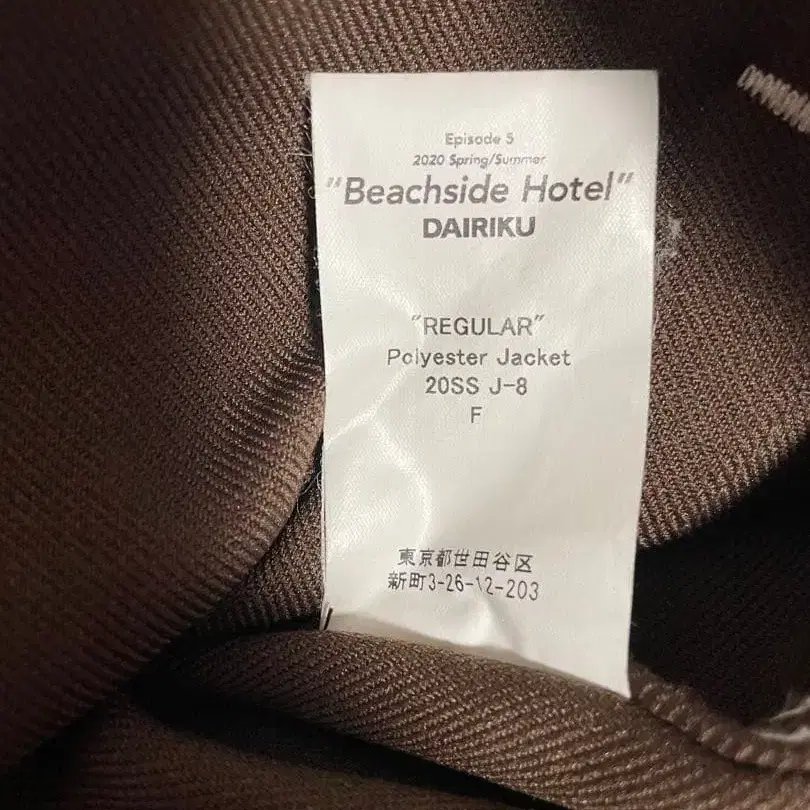 Episode 5
2020 Spring/Summer
"Beachside Hotel"
DAIRIKU
"REGULAR"
Polyester Jacket
20SS J-8
F
東京都世田谷区
新町3-26-12-203